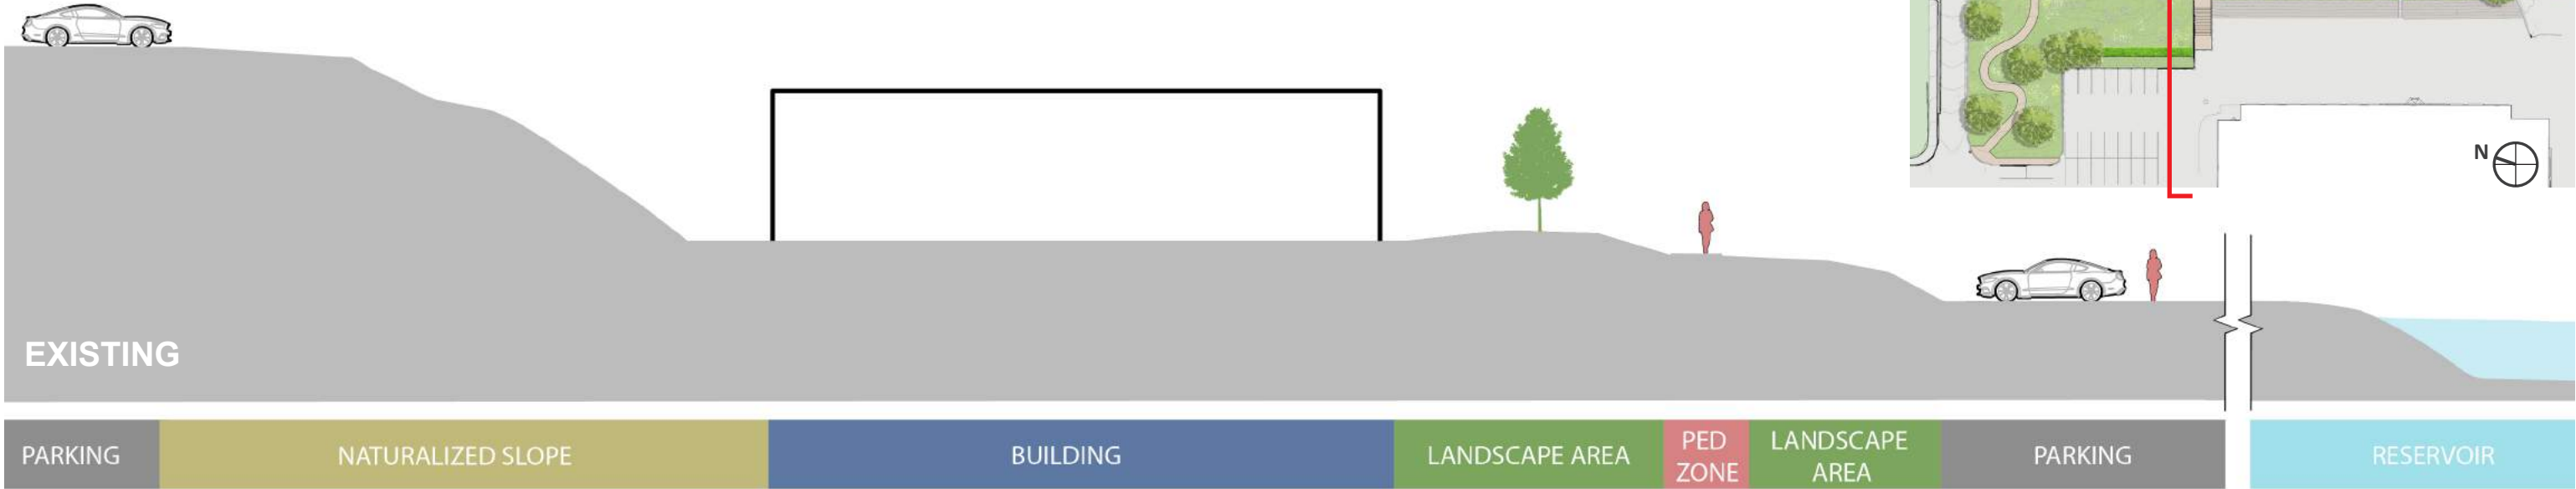 N
EXISTING
PARKING
NATURALIZED SLOPE
BUILDING
LANDSCAPE AREA
PED
ZONE
LANDSCAPE
AREA
PARKING
RESERVOIR